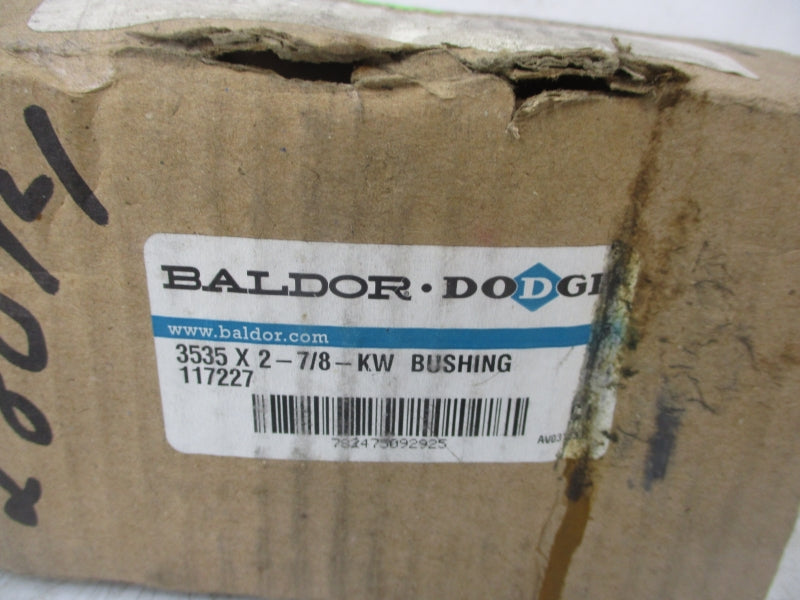 BALDOR · DODGE
www.baldor.com
3535 X 2-7/8-KW BUSHING
117227
782475092925